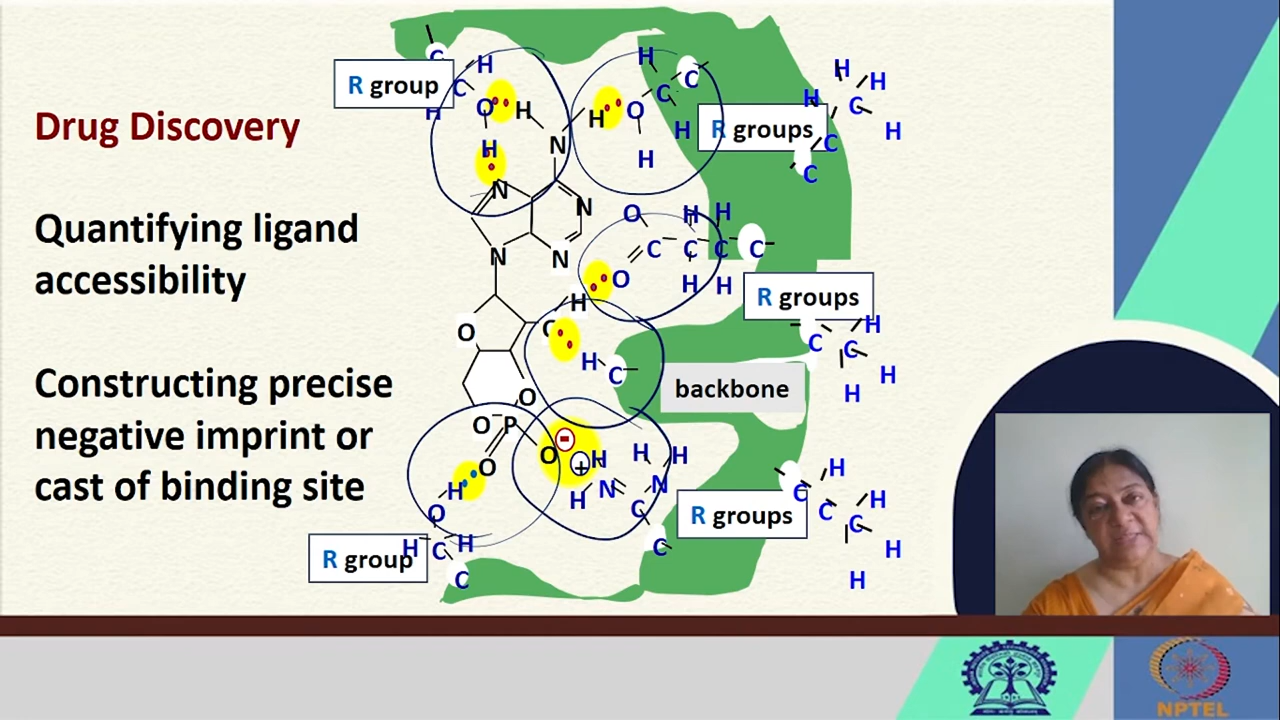 Drug Discovery
Quantifying ligand
accessibility
Constructing precise
negative imprint or
cast of binding site
R group
R groups
R groups
backbone
R groups
R group
C
H
C
H
O
H
H
N
H
H
C
C
O
H
H
H
H
C
H
H
C
C
N
N
N
N
O
H H
C C C C
O
H H
H
O
O
H
C
C
H
C
H
H
O
O⁻ P
O
O
−
+
H
H
H H
N N
C
C
H
O
H C H
C
C
H
C
C
H
H
H
NPTEL